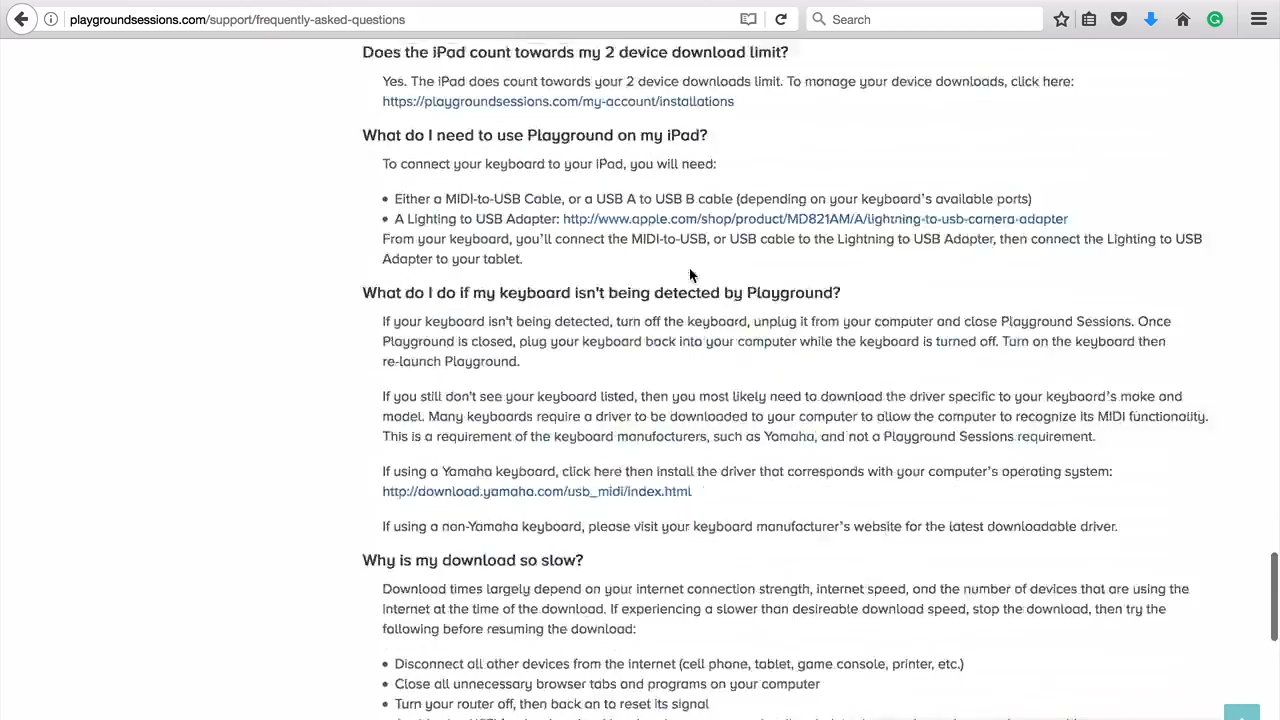 playgroundsessions.com/support/frequently-asked-questions
Search
Does the iPad count towards my 2 device download limit?
Yes. The iPad does count towards your 2 device downloads limit. To manage your device downloads, click here:
https://playgroundsessions.com/my-account/installations
What do I need to use Playground on my iPad?
To connect your keyboard to your iPad, you will need:
• Either a MIDI-to-USB Cable, or a USB A to USB B cable (depending on your keyboard's available ports)
• A Lighting to USB Adapter: http://www.apple.com/shop/product/MD821AM/A/lightning-to-usb-camera-adapter
From your keyboard, you'll connect the MIDI-to-USB, or USB cable to the Lightning to USB Adapter, then connect the Lighting to USB
Adapter to your tablet.
What do I do if my keyboard isn't being detected by Playground?
If your keyboard isn't being detected, turn off the keyboard, unplug it from your computer and close Playground Sessions. Once
Playground is closed, plug your keyboard back into your computer while the keyboard is turned off. Turn on the keyboard then
re-launch Playground.
If you still don't see your keyboard listed, then you most likely need to download the driver specific to your keyboard's make and
model. Many keyboards require a driver to be downloaded to your computer to allow the computer to recognize its MIDI functionality.
This is a requirement of the keyboard manufacturers, such as Yamaha, and not a Playground Sessions requirement.
If using a Yamaha keyboard, click here then install the driver that corresponds with your computer's operating system:
http://download.yamaha.com/usb_midi/index.html
If using a non-Yamaha keyboard, please visit your keyboard manufacturer's website for the latest downloadable driver.
Why is my download so slow?
Download times largely depend on your internet connection strength, internet speed, and the number of devices that are using the
internet at the time of the download. If experiencing a slower than desireable download speed, stop the download, then try the
following before resuming the download:
• Disconnect all other devices from the internet (cell phone, tablet, game console, printer, etc.)
• Close all unnecessary browser tabs and programs on your computer
• Turn your router off, then back on to reset its signal